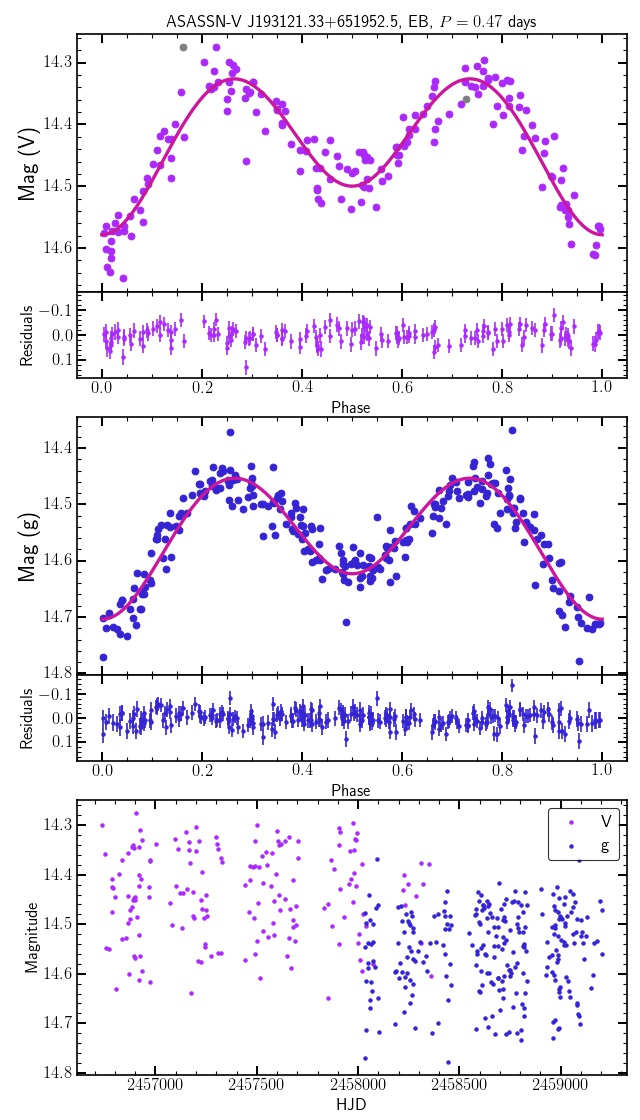 ASASSN-V J193121.33+651952.5, EB, P = 0.47 days
14.3
14.4
14.5
14.6
Mag (V)
−0.1
0.0
0.1
Residuals
0.0 0.2 0.4 0.6 0.8 1.0
Phase
14.4
14.5
14.6
14.7
14.8
Mag (g)
−0.1
0.0
0.1
Residuals
0.0 0.2 0.4 0.6 0.8 1.0
Phase
V
g
14.3
14.4
14.5
14.6
14.7
14.8
Magnitude
2457000 2457500 2458000 2458500 2459000
HJD